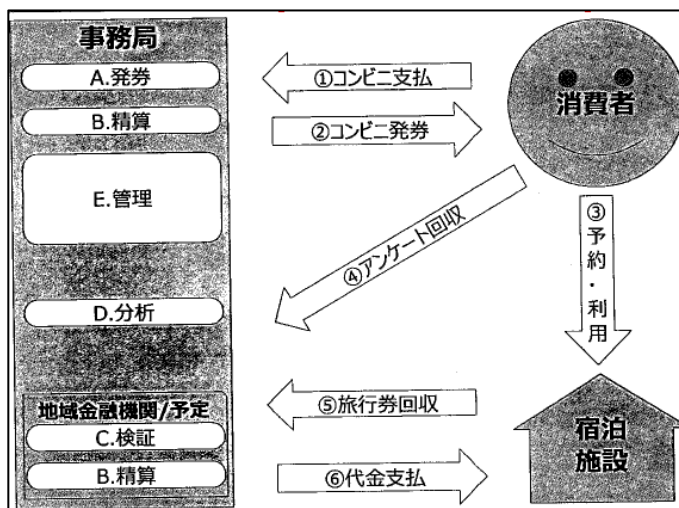 事務局
A.発券
B.精算
E.管理
D.分析
地域金融機関/予定
C.検証
B.精算
①コンビニ支払
②コンビニ発券
消費者
③予約・利用
④アンケート回収
⑤旅行券回収
⑥代金支払
宿泊
施設